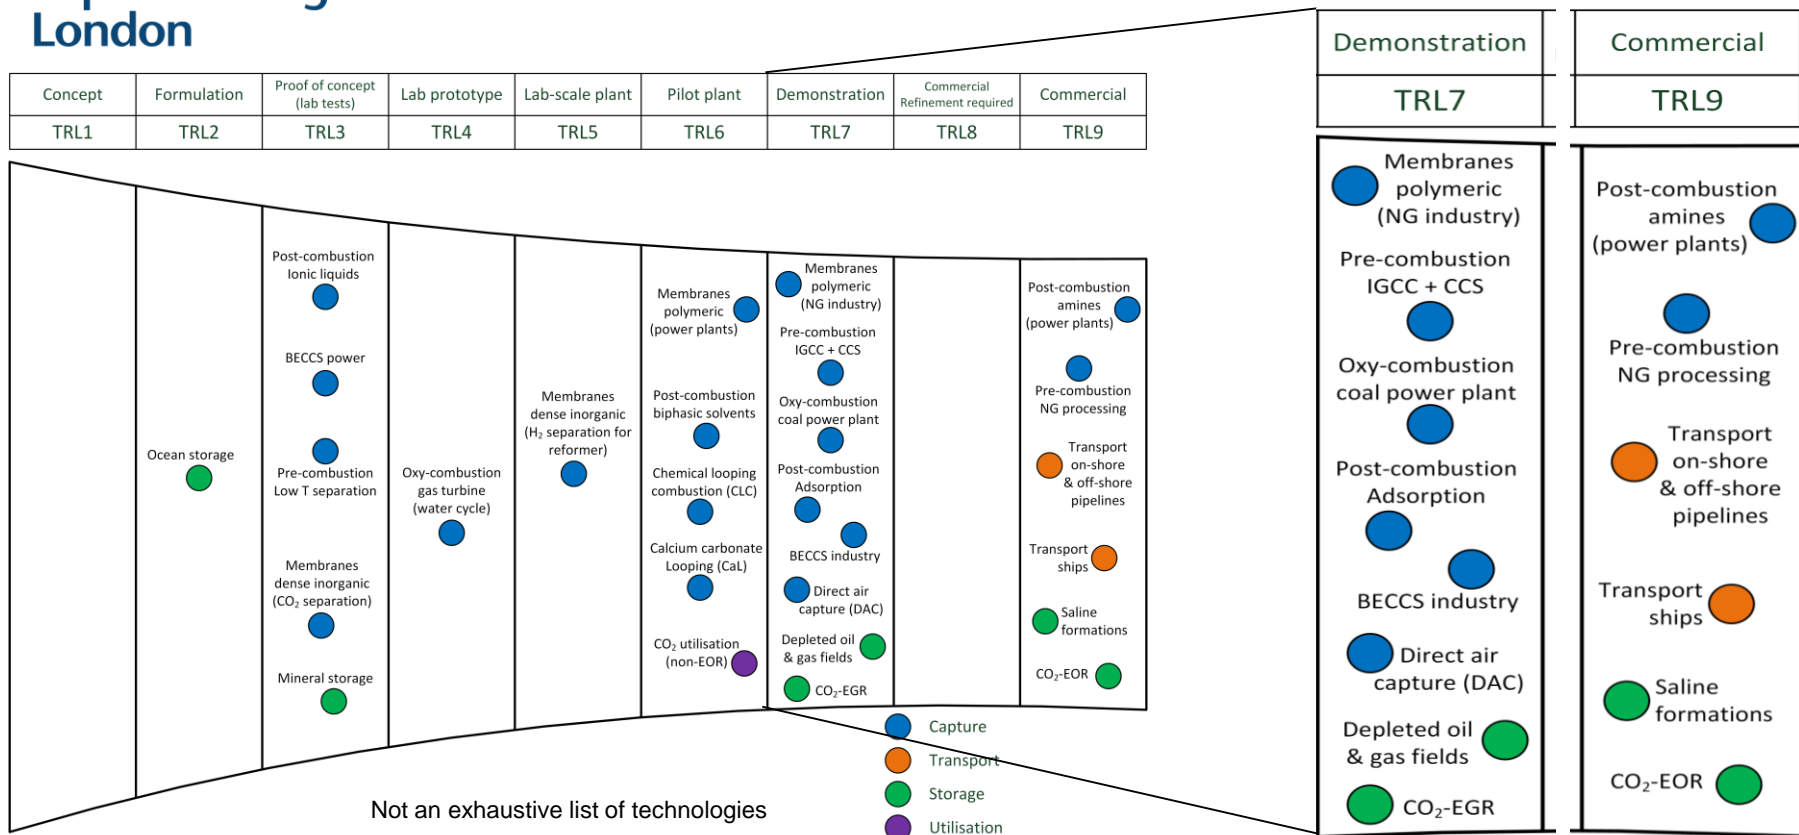 London
Concept
Formulation
Proof of concept
(lab tests)
Lab prototype
Lab-scale plant
Pilot plant
Demonstration
Commercial
Refinement required
Commercial
TRL1
TRL2
TRL3
TRL4
TRL5
TRL6
TRL7
TRL8
TRL9
Ocean storage
Post-combustion
Ionic liquids
BECCS power
Pre-combustion
Low T separation
Membranes
dense inorganic
(CO₂ separation)
Mineral storage
Oxy-combustion
gas turbine
(water cycle)
Membranes
dense inorganic
(H₂ separation for
reformer)
Membranes
polymeric
(power plants)
Post-combustion
biphasic solvents
Chemical looping
combustion (CLC)
Calcium carbonate
Looping (CaL)
CO₂ utilisation
(non-EOR)
Membranes
polymeric
(NG industry)
Pre-combustion
IGCC + CCS
Oxy-combustion
coal power plant
Post-combustion
Adsorption
BECCS industry
Direct air
capture (DAC)
Depleted oil
& gas fields
CO₂-EGR
Post-combustion
amines
(power plants)
Pre-combustion
NG processing
Transport
on-shore
& off-shore
pipelines
Transport
ships
Saline
formations
CO₂-EOR
Capture
Transport
Storage
Utilisation
Not an exhaustive list of technologies
Demonstration
TRL7
Membranes
polymeric
(NG industry)
Pre-combustion
IGCC + CCS
Oxy-combustion
coal power plant
Post-combustion
Adsorption
BECCS industry
Direct air
capture (DAC)
Depleted oil
& gas fields
CO₂-EGR
Commercial
TRL9
Post-combustion
amines
(power plants)
Pre-combustion
NG processing
Transport
on-shore
& off-shore
pipelines
Transport
ships
Saline
formations
CO₂-EOR